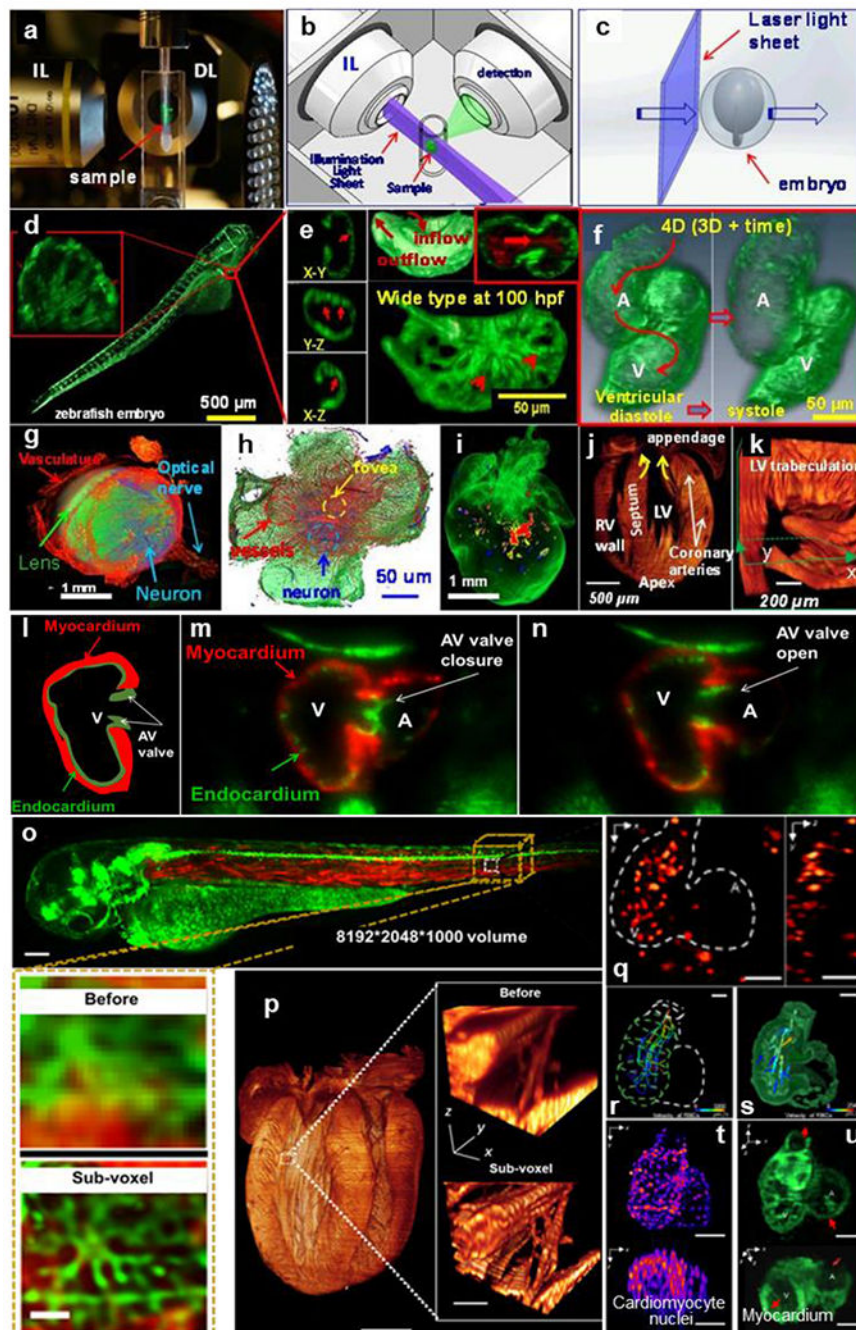 a
IL
DL
sample
b
IL
detection
Illumination
Light
Sheet
Sample
c
Laser light
sheet
embryo
d
zebrafish embryo
500 µm
e
X-Y
Y-Z
X-Z
inflow
outflow
Wide type at 100 hpf
50 µm
f
4D (3D + time)
A
V
A
V
Ventricular
diastole
systole
50 µm
g
Vasculature
Optical
nerve
Lens
Neuron
1 mm
h
fovea
vessels
neuron
50 um
i
1 mm
j
appendage
Septum
LV
RV
wall
Coronary
arteries
Apex
500 µm
k
LV trabeculation
y
x
200 µm
l
Myocardium
V
AV
valve
Endocardium
m
Myocardium
AV valve
closure
V
A
Endocardium
n
AV valve
open
V
A
o
8192*2048*1000 volume
Before
Sub-voxel
p
Before
z
y
x
Sub-voxel
q
A
V
r
s
t
Cardiomyocyte
nuclei
u
A
V
A
V
Myocardium